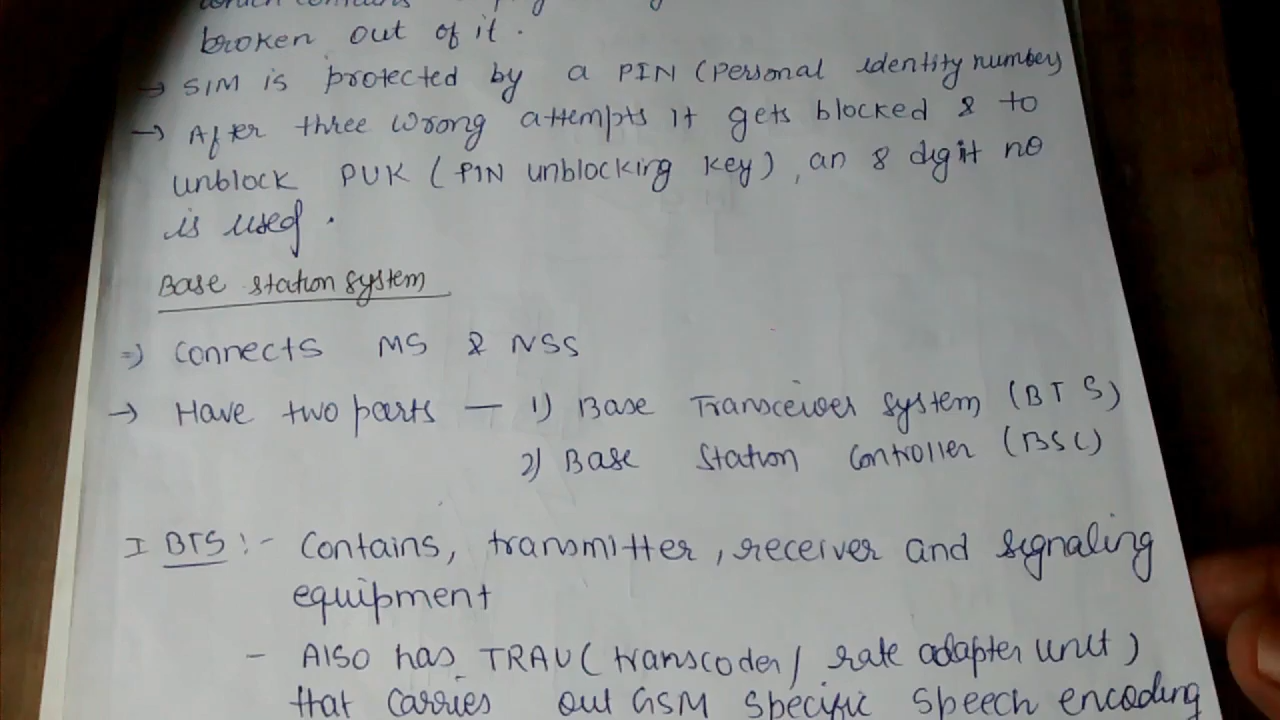 broken out of it.
→ SIM is protected by a PIN (Personal identity number)
→ After three wrong attempts it gets blocked & to
unblock PUK (PIN unblocking key), an 8 digit no
is used.
Base station system
⇒ Connects MS & NSS
→ Have two parts — 1) Base Transceiver system (BTS)
2) Base Station Controller (BSC)
I BTS :- Contains, transmitter, receiver and signaling
equipment
- Also has TRAU (transcoder/ rate adapter unit)
that carries out GSM specific speech encoding